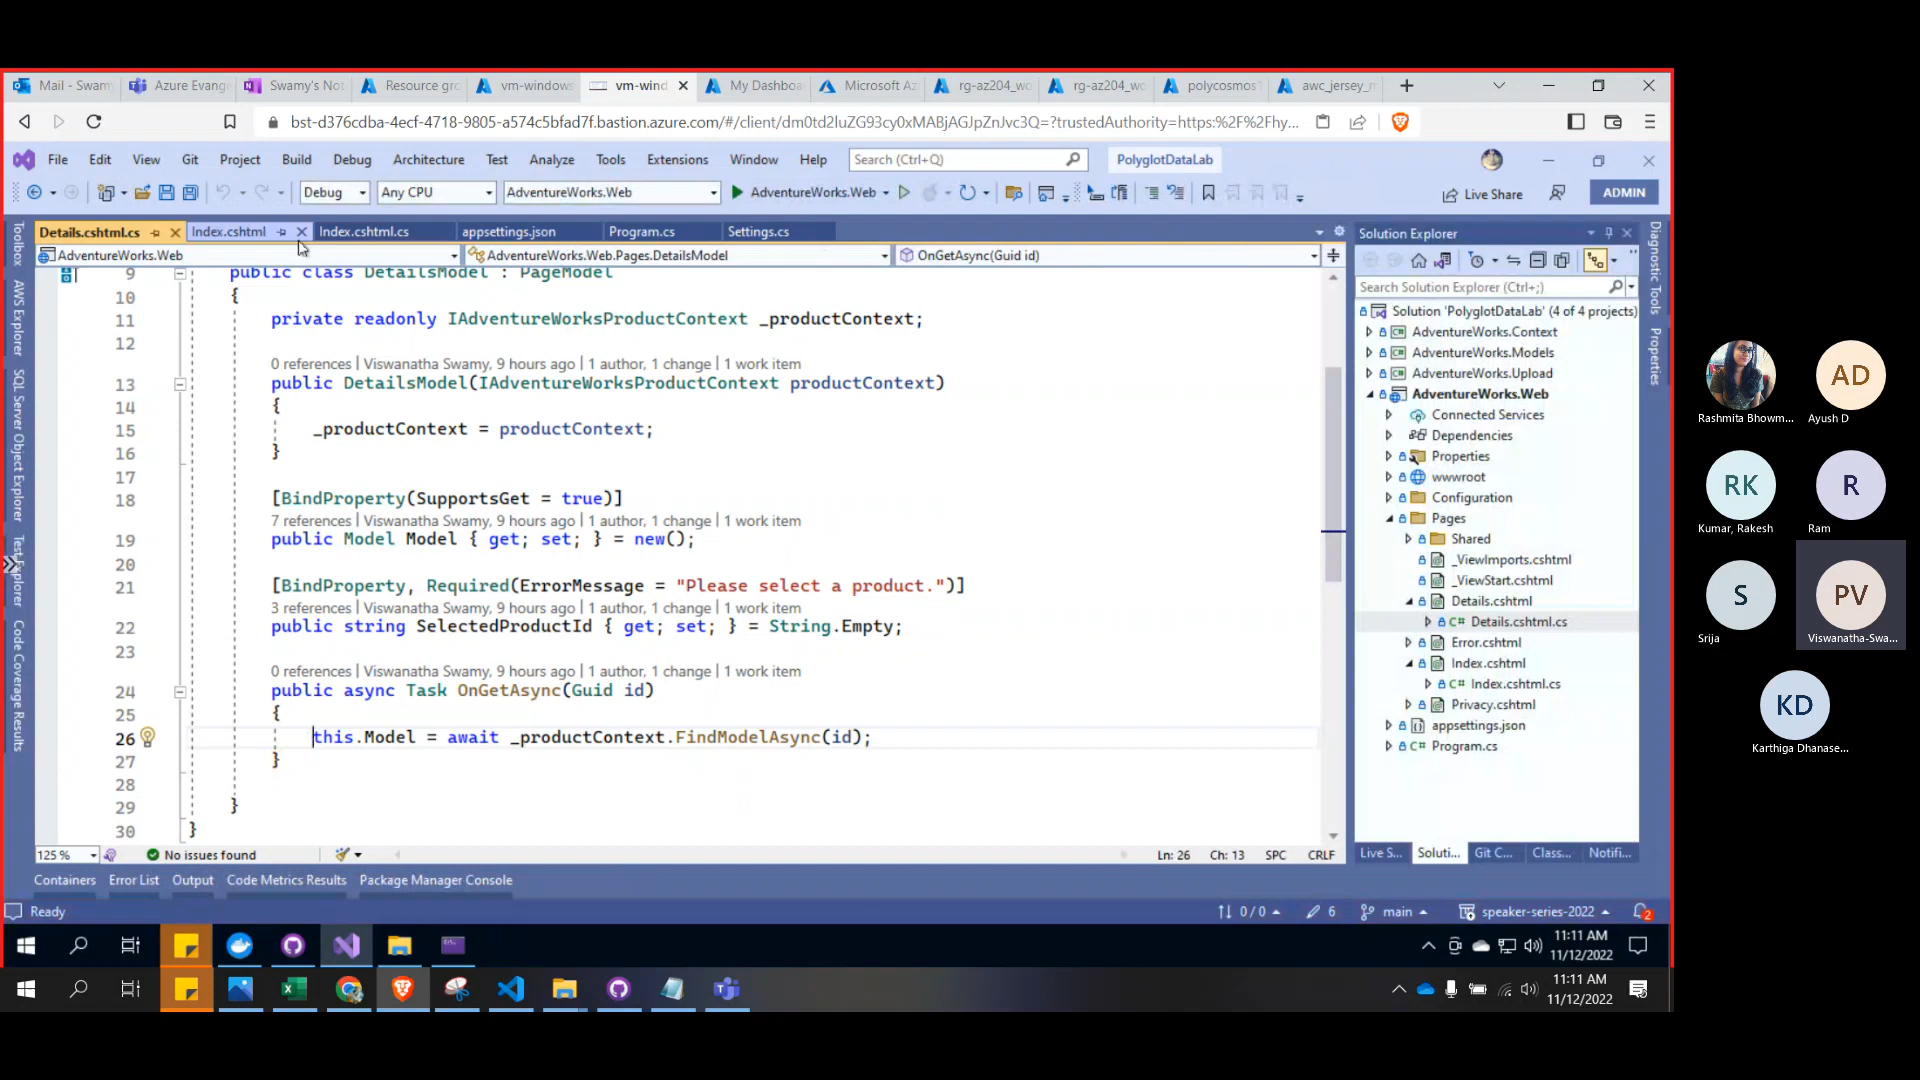 Mail - Swamy
Azure Evange
Swamy's Not
Resource gro
vm-windows
vm-wind
My Dashboa
Microsoft Az
rg-az204_wo
rg-az204_wo
polycosmos1
awc_jersey_m
bst-d376cdba-4ecf-4718-9805-a574c5bfad7f.bastion.azure.com/#/client/dm0td2luZG93cy0xMABjAGJpZnJvc3Q=?trustedAuthority=https:%2F%2Fhy...
File Edit View Git Project Build Debug Architecture Test Analyze Tools Extensions Window Help Search (Ctrl+Q) PolyglotDataLab
Debug Any CPU AdventureWorks.Web AdventureWorks.Web Live Share ADMIN
Details.cshtml.cs Index.cshtml Index.cshtml.cs appsettings.json Program.cs Settings.cs
AdventureWorks.Web AdventureWorks.Web.Pages.DetailsModel OnGetAsync(Guid id)
Toolbox
AWS Explorer
SQL Server Object Explorer
Test Explorer
Code Coverage Results
9 public class DetailsModel : PageModel
10 {
11 private readonly IAdventureWorksProductContext _productContext;
12
0 references | Viswanatha Swamy, 9 hours ago | 1 author, 1 change | 1 work item
13 public DetailsModel(IAdventureWorksProductContext productContext)
14 {
15 _productContext = productContext;
16 }
17
18 [BindProperty(SupportsGet = true)]
7 references | Viswanatha Swamy, 9 hours ago | 1 author, 1 change | 1 work item
19 public Model Model { get; set; } = new();
20
21 [BindProperty, Required(ErrorMessage = "Please select a product.")]
3 references | Viswanatha Swamy, 9 hours ago | 1 author, 1 change | 1 work item
22 public string SelectedProductId { get; set; } = String.Empty;
23
0 references | Viswanatha Swamy, 9 hours ago | 1 author, 1 change | 1 work item
24 public async Task OnGetAsync(Guid id)
25 {
26 this.Model = await _productContext.FindModelAsync(id);
27 }
28
29 }
30 }
125 % No issues found Ln: 26 Ch: 13 SPC CRLF
Containers Error List Output Code Metrics Results Package Manager Console
Ready 0 / 0 6 main speaker-series-2022 2
Solution Explorer
Search Solution Explorer (Ctrl+;)
Solution 'PolyglotDataLab' (4 of 4 projects)
AdventureWorks.Context
AdventureWorks.Models
AdventureWorks.Upload
AdventureWorks.Web
Connected Services
Dependencies
Properties
wwwroot
Configuration
Pages
Shared
_ViewImports.cshtml
_ViewStart.cshtml
Details.cshtml
C# Details.cshtml.cs
Error.cshtml
Index.cshtml
C# Index.cshtml.cs
Privacy.cshtml
appsettings.json
C# Program.cs
Live S... Soluti... Git C... Class... Notifi...
Diagnostic Tools
Properties
11:11 AM
11/12/2022
11:11 AM
11/12/2022
Rashmita Bhowm...
AD
Ayush D
RK
Kumar, Rakesh
R
Ram
S
Srija
PV
Viswanatha-Swa...
KD
Karthiga Dhanase...